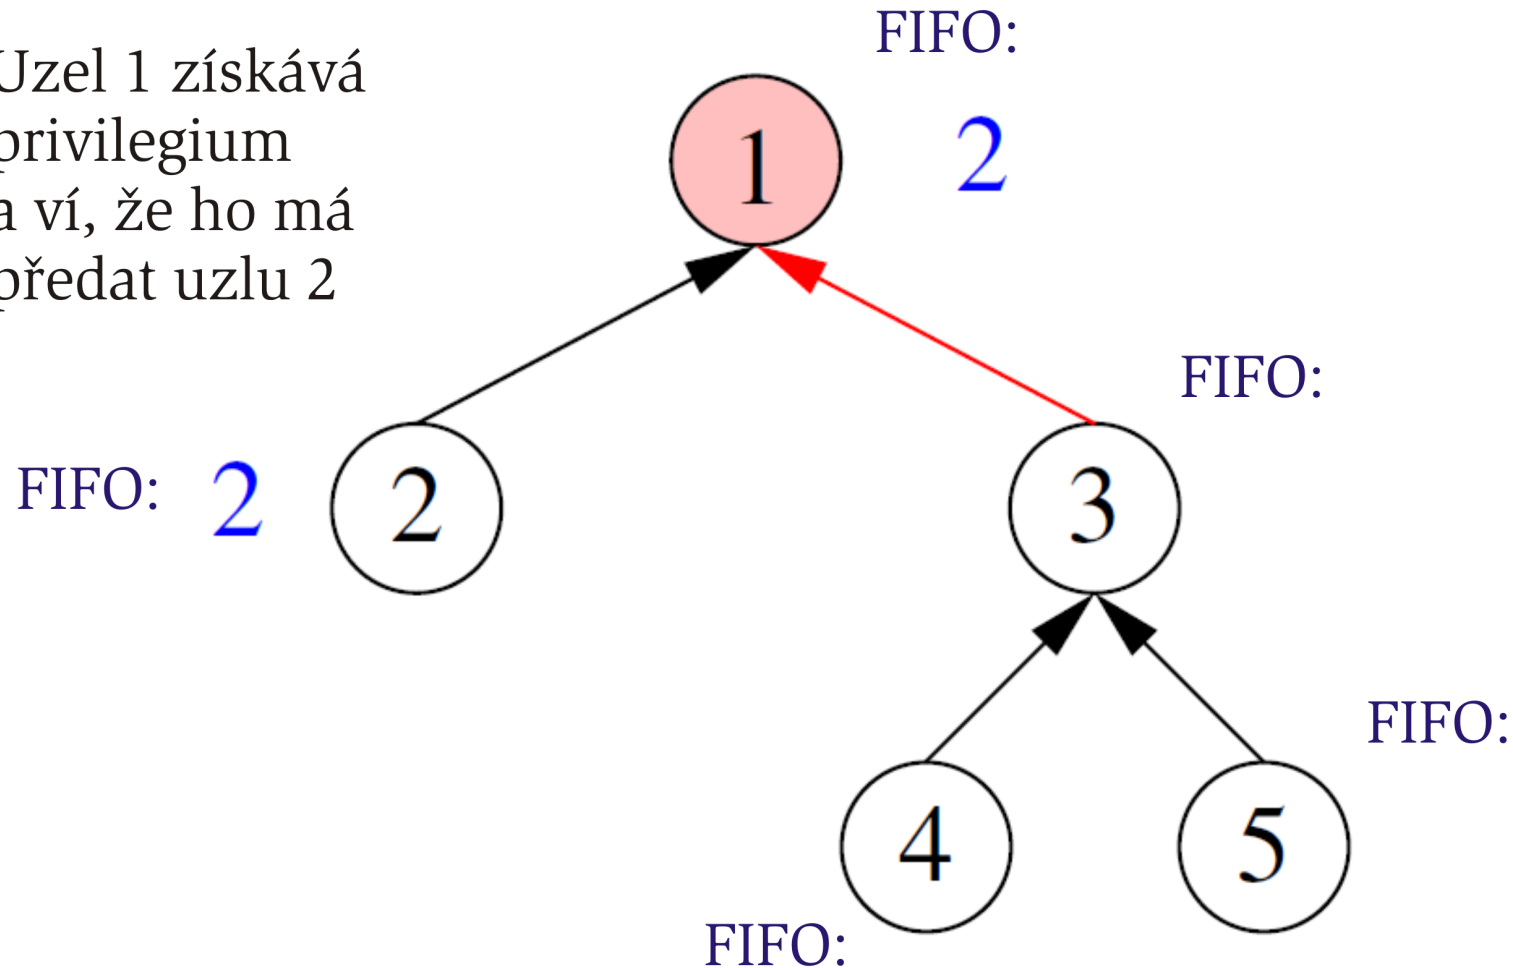 Uzel 1 získává
privilegium
a ví, že ho má
předat uzlu 2
FIFO:
1
2
FIFO:
FIFO: 2
2
3
FIFO:
4
5
FIFO: